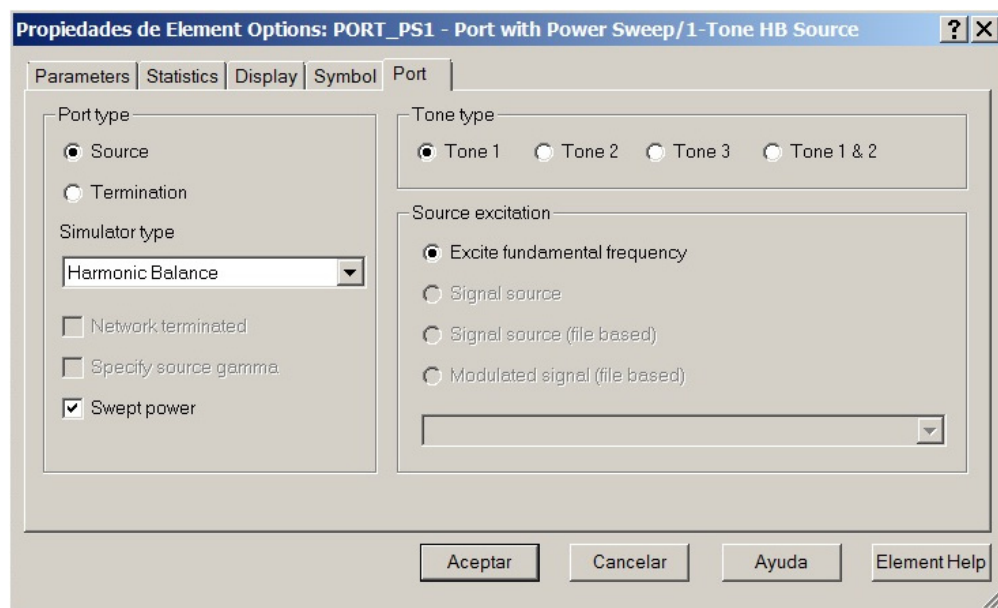 Propiedades de Element Options: PORT_PS1 - Port with Power Sweep/1-Tone HB Source
Parameters Statistics Display Symbol Port
Port type
Source
Termination
Simulator type
Harmonic Balance
Network terminated
Specify source gamma
Swept power
Tone type
Tone 1 Tone 2 Tone 3 Tone 1 & 2
Source excitation
Excite fundamental frequency
Signal source
Signal source (file based)
Modulated signal (file based)
Aceptar Cancelar Ayuda Element Help